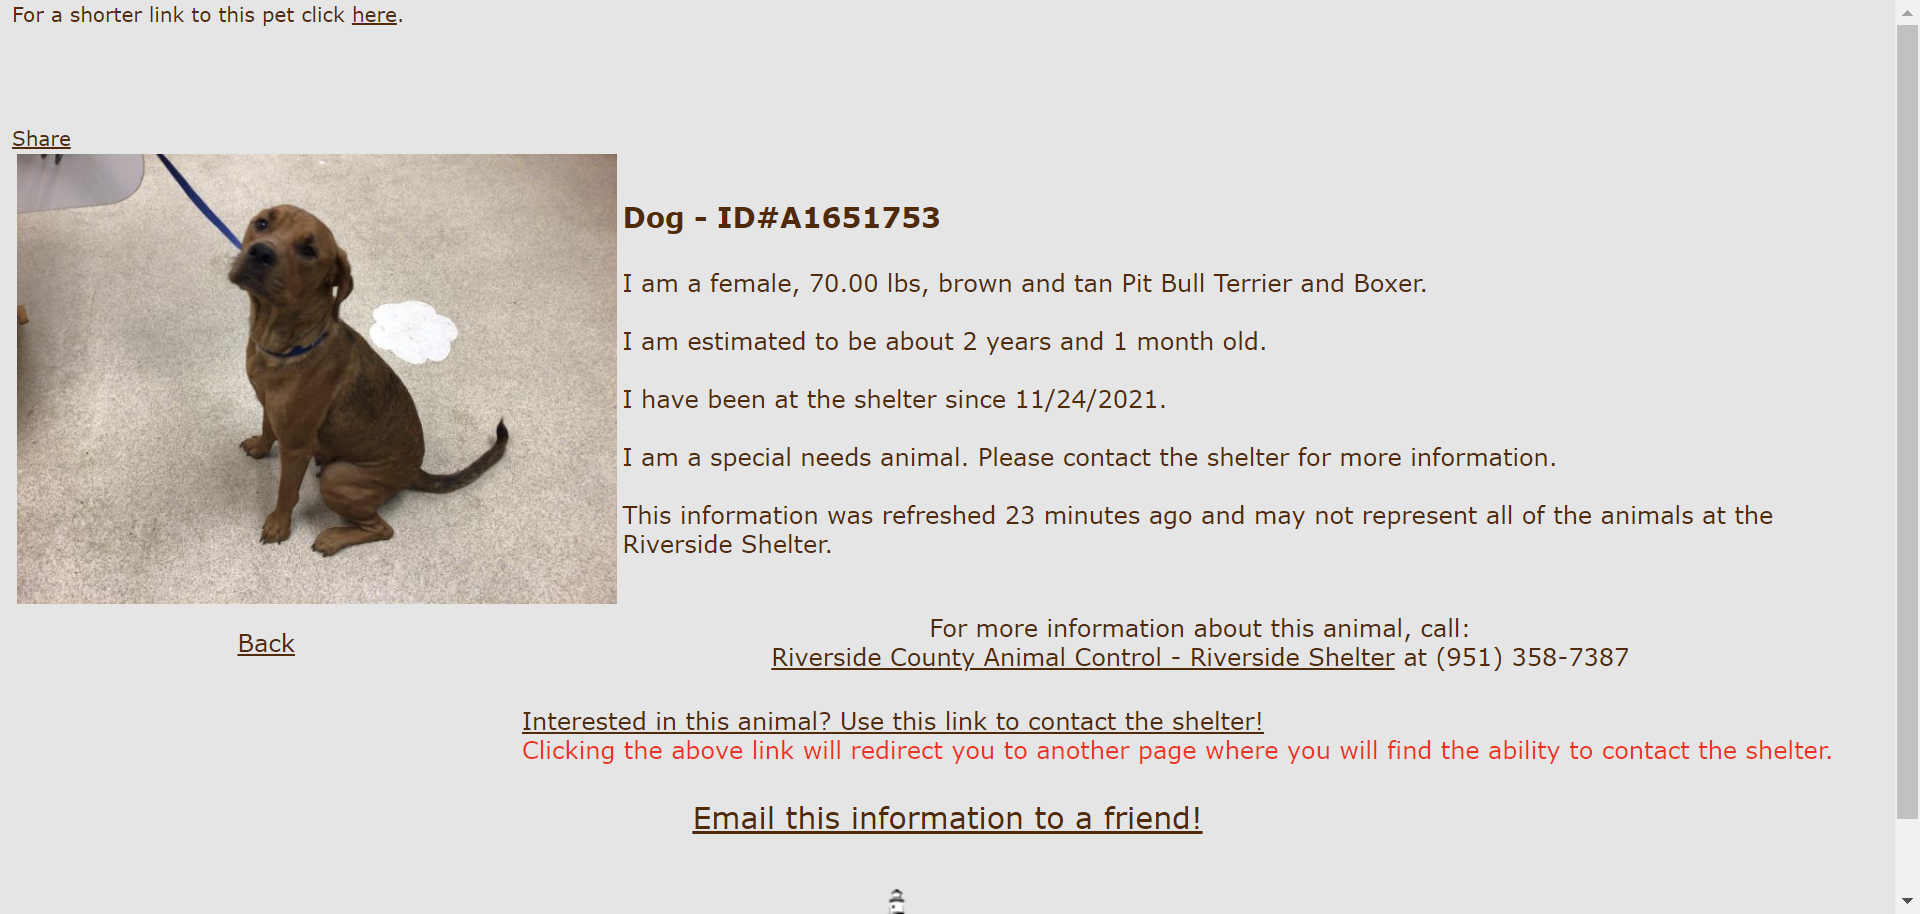 For a shorter link to this pet click here.
Share
Dog - ID#A1651753
I am a female, 70.00 lbs, brown and tan Pit Bull Terrier and Boxer.
I am estimated to be about 2 years and 1 month old.
I have been at the shelter since 11/24/2021.
I am a special needs animal. Please contact the shelter for more information.
This information was refreshed 23 minutes ago and may not represent all of the animals at the
Riverside Shelter.
Back
For more information about this animal, call:
Riverside County Animal Control - Riverside Shelter at (951) 358-7387
Interested in this animal? Use this link to contact the shelter!
Clicking the above link will redirect you to another page where you will find the ability to contact the shelter.
Email this information to a friend!